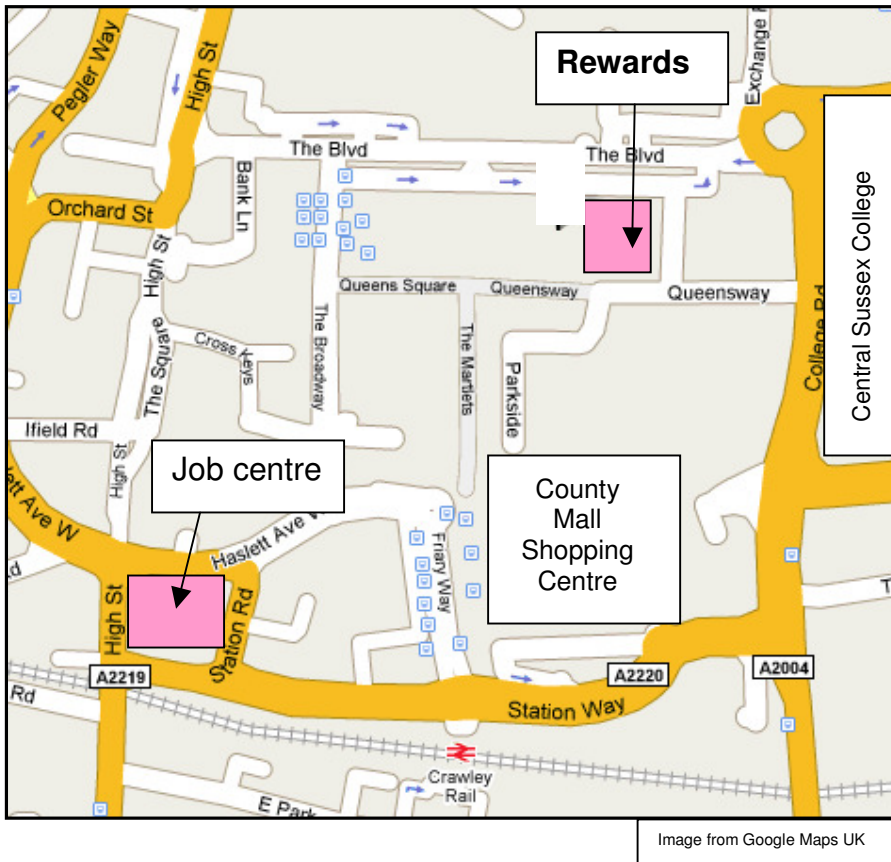 Pegler Way
High St
Exchange
Rewards
The Blvd
The Blvd
Bank Ln
Orchard St
High St
Central Sussex College
Queens Square
Queensway
Queensway
The Square
Cross Keys
The Broadway
The Martlets
Parkside
College Rd
Ifield Rd
High St
Job centre
County
Mall
Shopping
Centre
lett Ave W
Haslett Ave W
Friary Way
High St
Station Rd
A2219
A2220
A2004
Rd
Station Way
Crawley
Rail
E Park
Image from Google Maps UK